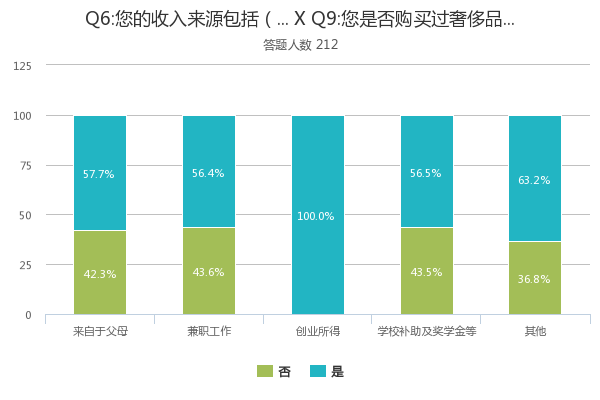 Q6:您的收入来源包括（... X Q9:您是否购买过奢侈品...
答题人数 212
125
100
75
50
25
0
57.7%
56.4%
100.0%
56.5%
63.2%
42.3%
43.6%
43.5%
36.8%
来自于父母
兼职工作
创业所得
学校补助及奖学金等
其他
否
是